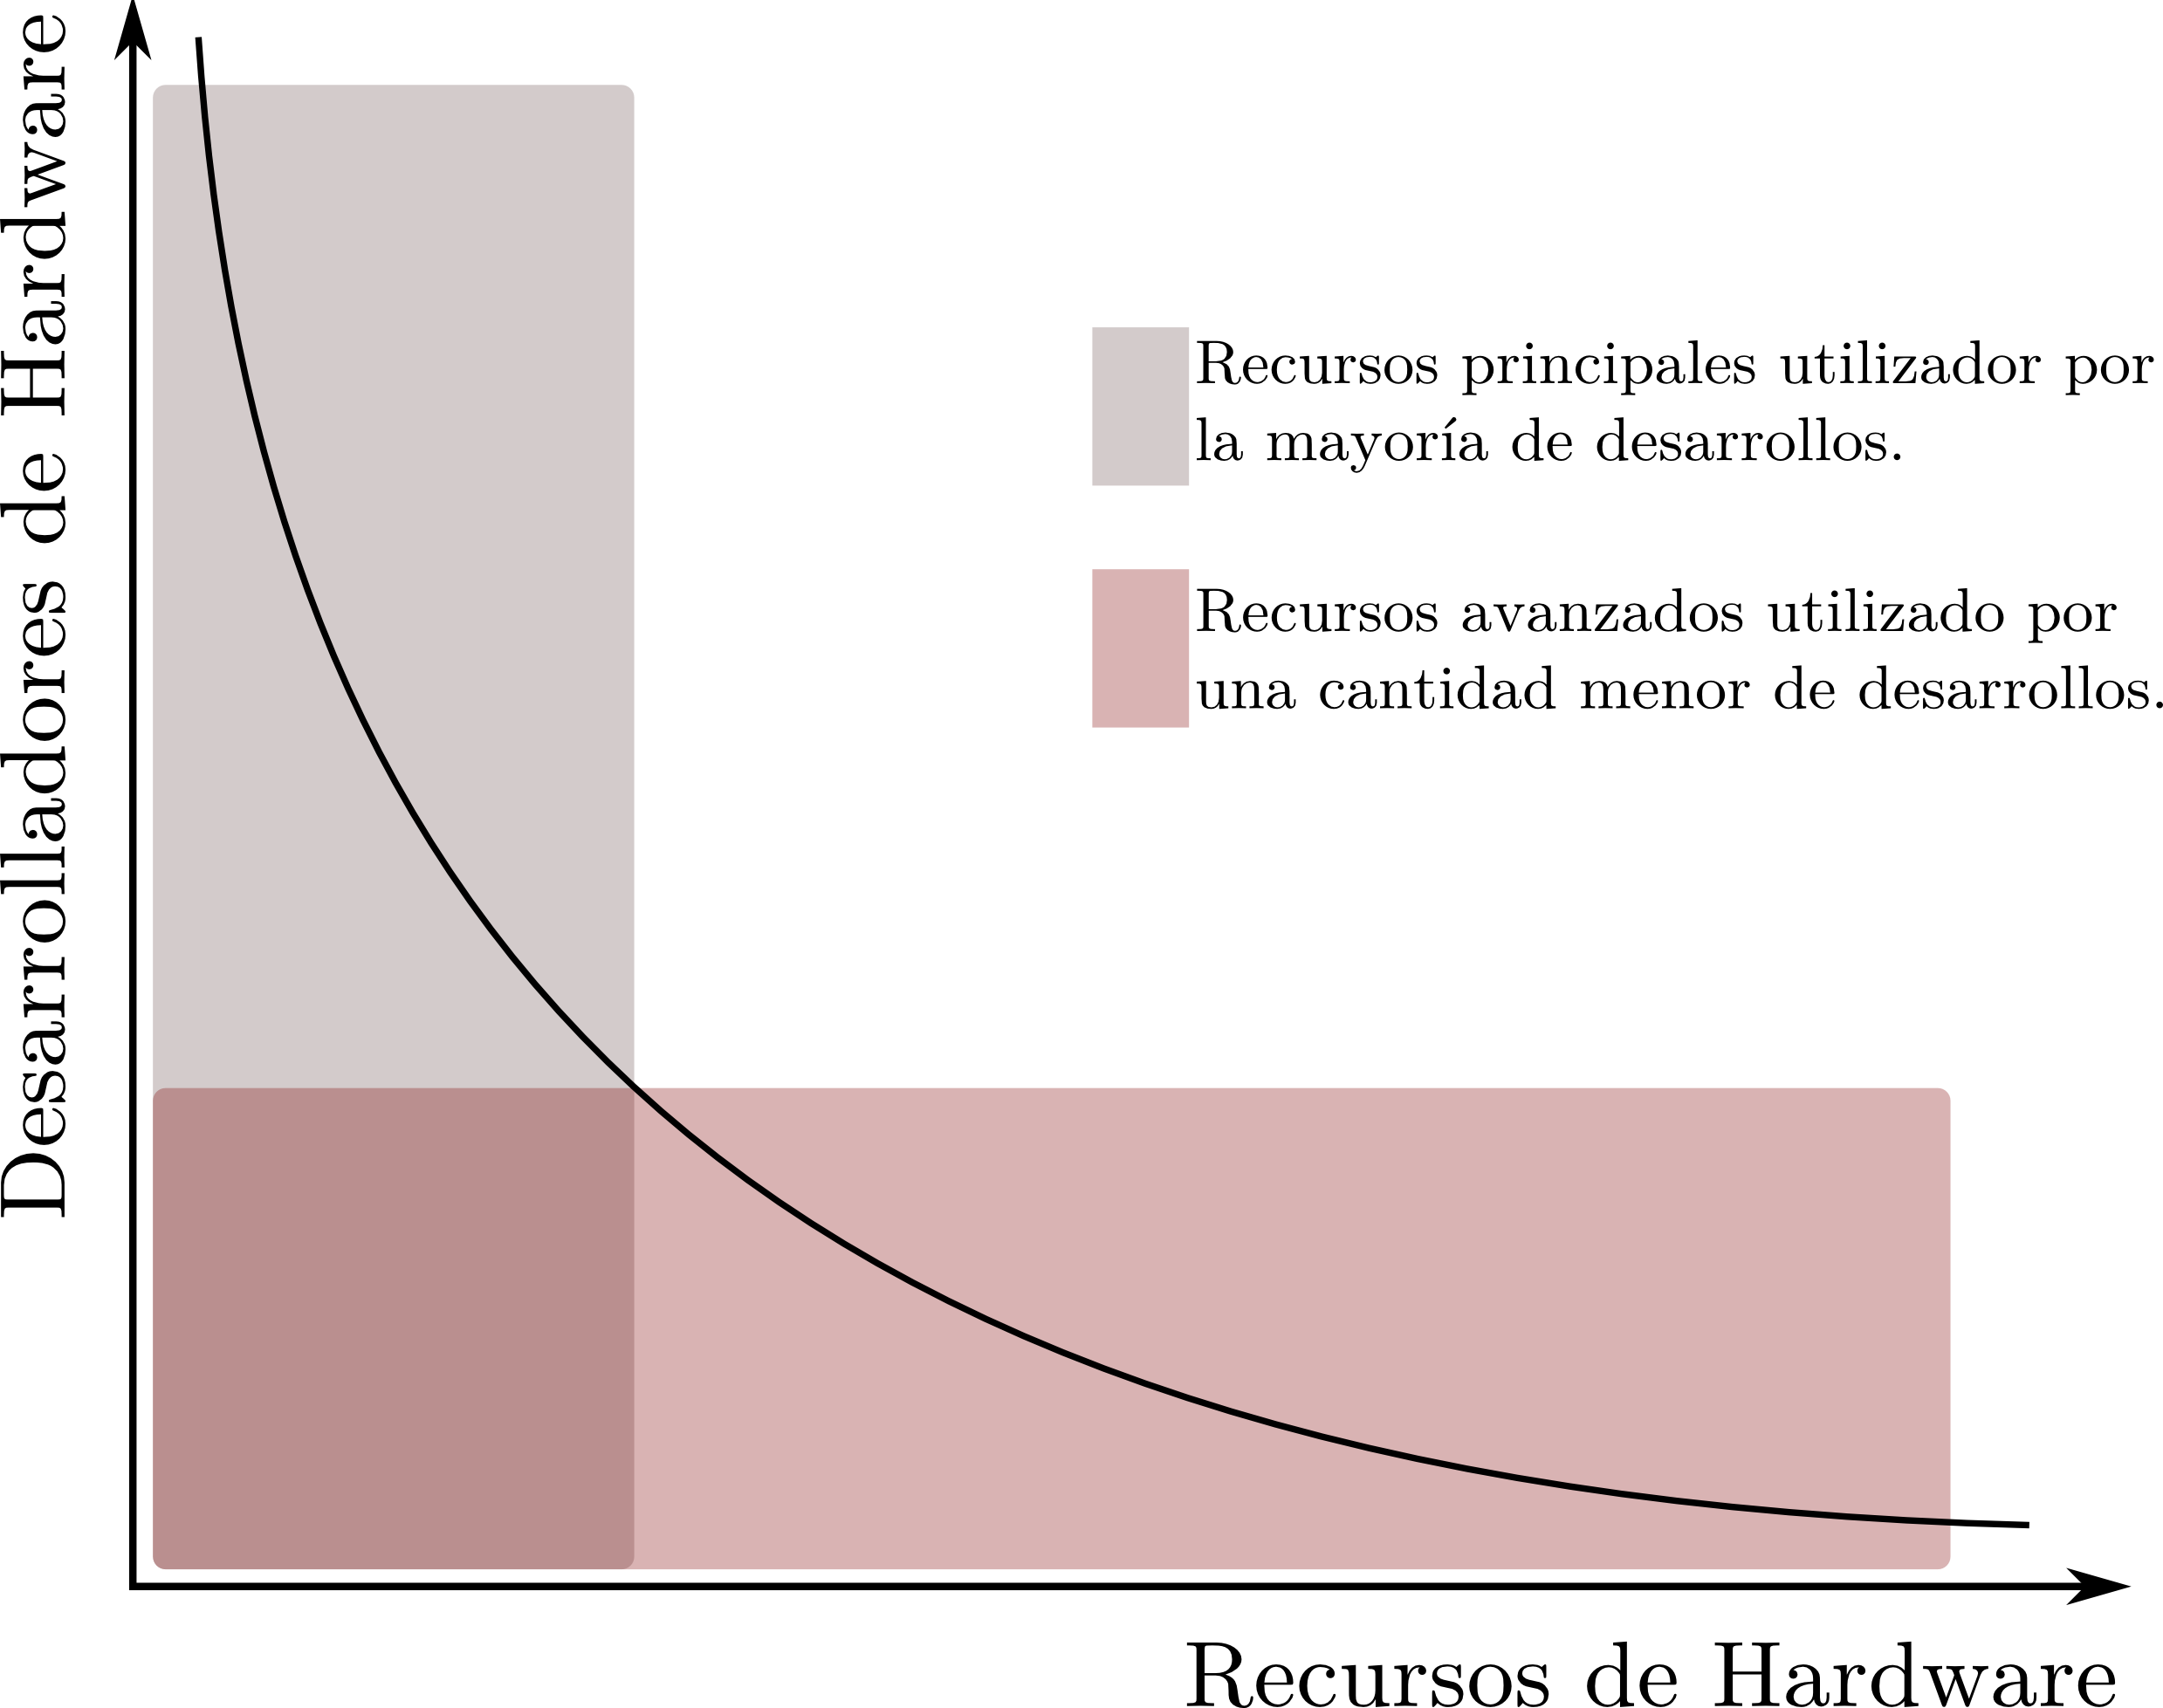 Desarrolladores de Hardware
Recursos principales utilizador por
la mayoría de desarrollos.
Recursos avanzados utilizado por
una cantidad menor de desarrollos.
Recursos de Hardware